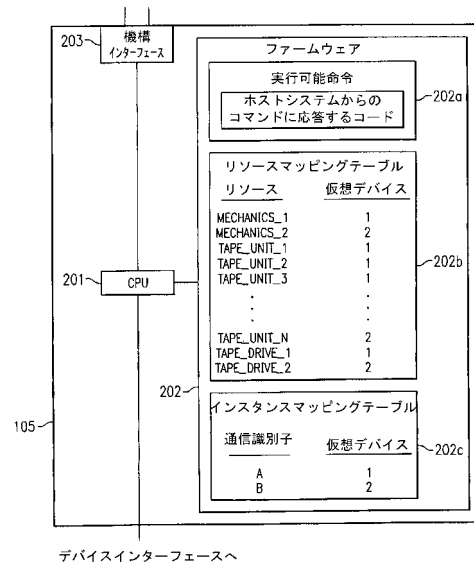 203
機構
インターフェース
ファームウェア
実行可能命令
ホストシステムからの
コマンドに応答するコード
202a
リソースマッピングテーブル
リソース 仮想デバイス
MECHANICS_1 1
MECHANICS_2 2
TAPE_UNIT_1 1
TAPE_UNIT_2 1
TAPE_UNIT_3 1
TAPE_UNIT_N 2
TAPE_DRIVE_1 1
TAPE_DRIVE_2 2
202b
201
CPU
202
105
インスタンスマッピングテーブル
通信識別子 仮想デバイス
A 1
B 2
202c
デバイスインターフェースへ